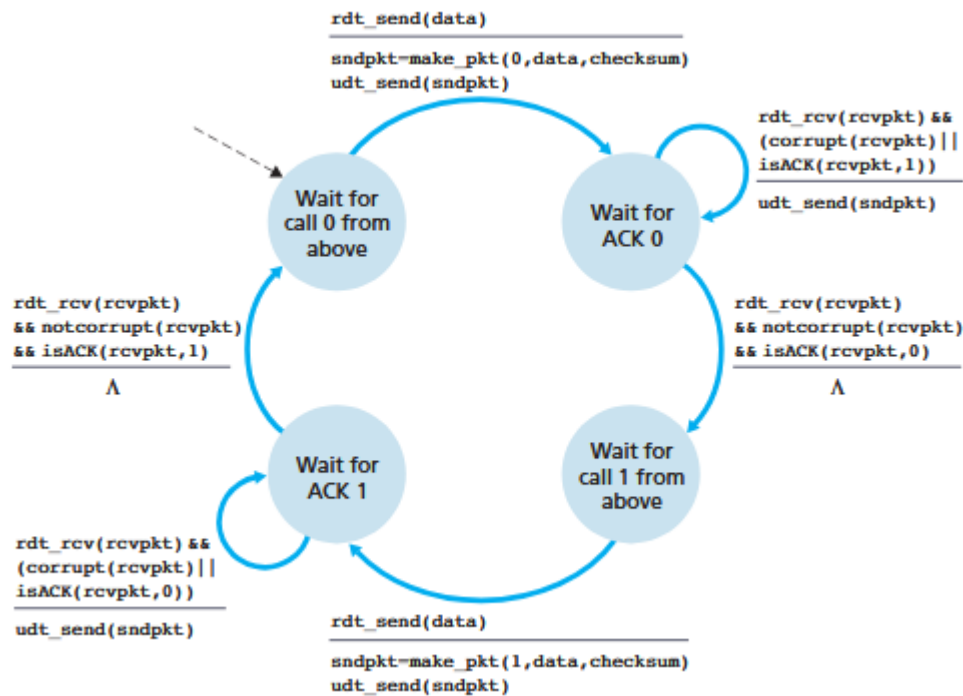 rdt_send(data)
sndpkt=make_pkt(0,data,checksum)
udt_send(sndpkt)
rdt_rcv(rcvpkt) &&
(corrupt(rcvpkt)||
isACK(rcvpkt,1))
udt_send(sndpkt)
Wait for
call 0 from
above
Wait for
ACK 0
rdt_rcv(rcvpkt)
&& notcorrupt(rcvpkt)
&& isACK(rcvpkt,1)
Λ
rdt_rcv(rcvpkt)
&& notcorrupt(rcvpkt)
&& isACK(rcvpkt,0)
Λ
Wait for
ACK 1
Wait for
call 1 from
above
rdt_rcv(rcvpkt) &&
(corrupt(rcvpkt)||
isACK(rcvpkt,0))
udt_send(sndpkt)
rdt_send(data)
sndpkt=make_pkt(1,data,checksum)
udt_send(sndpkt)